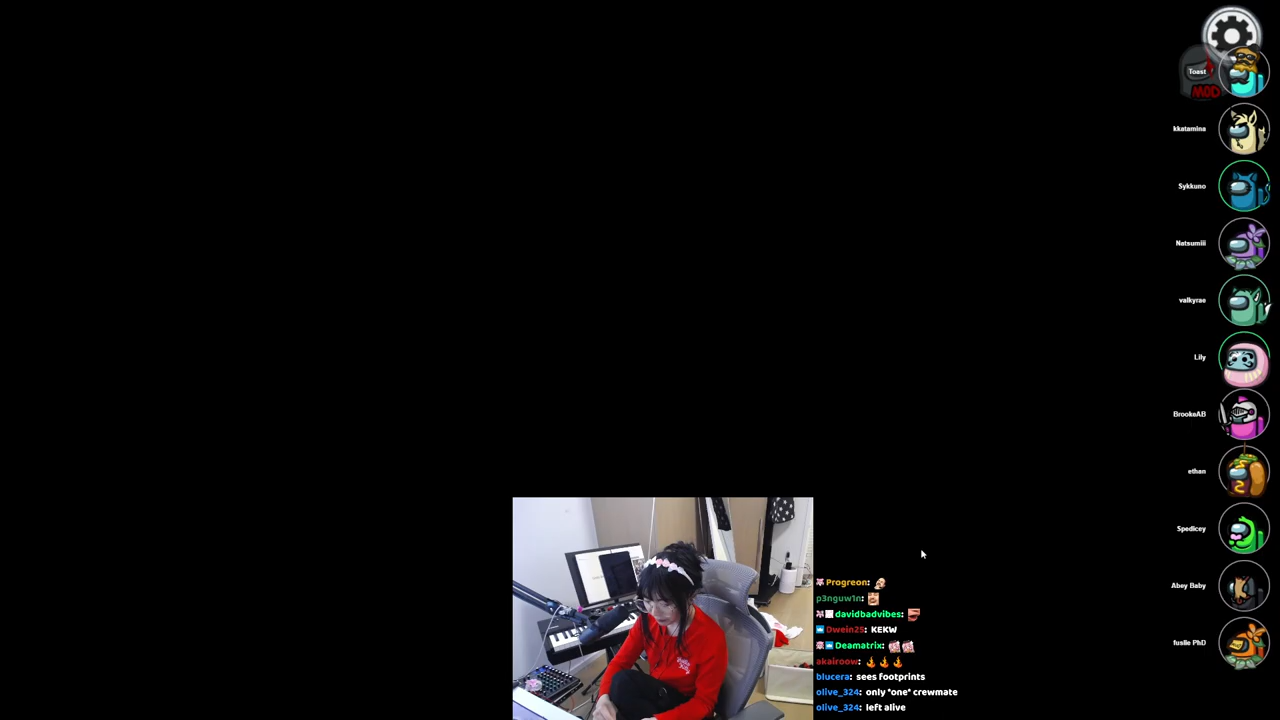 Toast
MOD
kkatamina
Sykkuno
Natsumiii
valkyrae
Lily
BrookeAB
ethan
Spedicey
Abey Baby
fuslie PhD
Progreon:
p3nguw1n:
davidbadvibes:
Dwein25: KEKW
Deamatrix:
akairoow: 🔥 🔥 🔥
blucera: sees footprints
olive_324: only *one* crewmate
olive_324: left alive